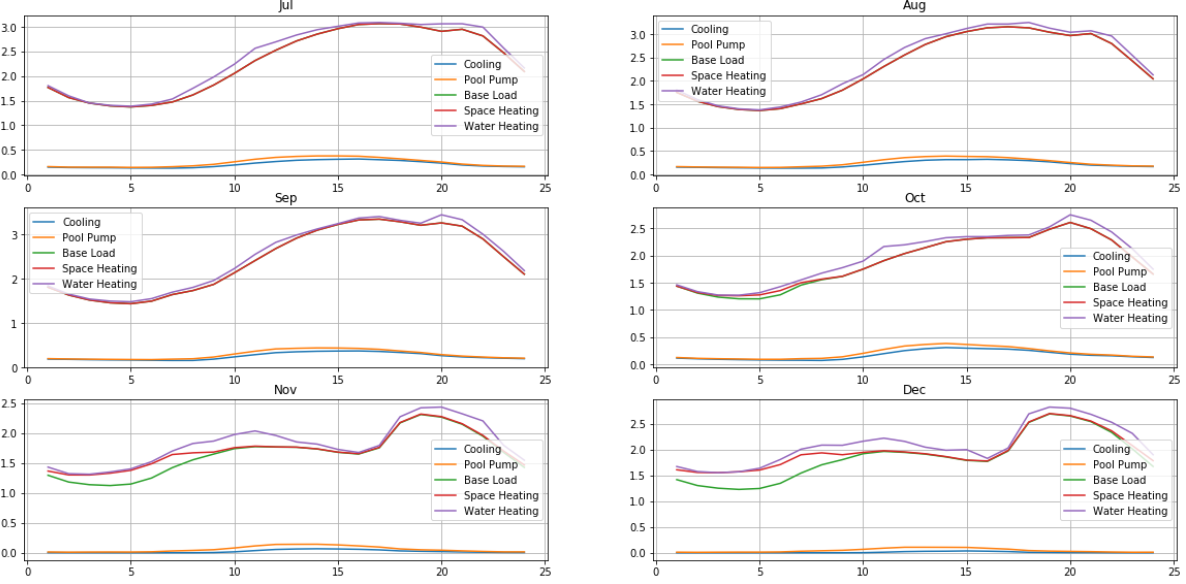 Jul
3.0
2.5
2.0
1.5
1.0
0.5
0.0
0 5 10 15 20 25
Cooling
Pool Pump
Base Load
Space Heating
Water Heating
Aug
3.0
2.5
2.0
1.5
1.0
0.5
0.0
0 5 10 15 20 25
Cooling
Pool Pump
Base Load
Space Heating
Water Heating
Sep
3
2
1
0
0 5 10 15 20 25
Cooling
Pool Pump
Base Load
Space Heating
Water Heating
Oct
2.5
2.0
1.5
1.0
0.5
0.0
0 5 10 15 20 25
Cooling
Pool Pump
Base Load
Space Heating
Water Heating
Nov
2.5
2.0
1.5
1.0
0.5
0.0
0 5 10 15 20 25
Cooling
Pool Pump
Base Load
Space Heating
Water Heating
Dec
2.5
2.0
1.5
1.0
0.5
0.0
0 5 10 15 20 25
Cooling
Pool Pump
Base Load
Space Heating
Water Heating